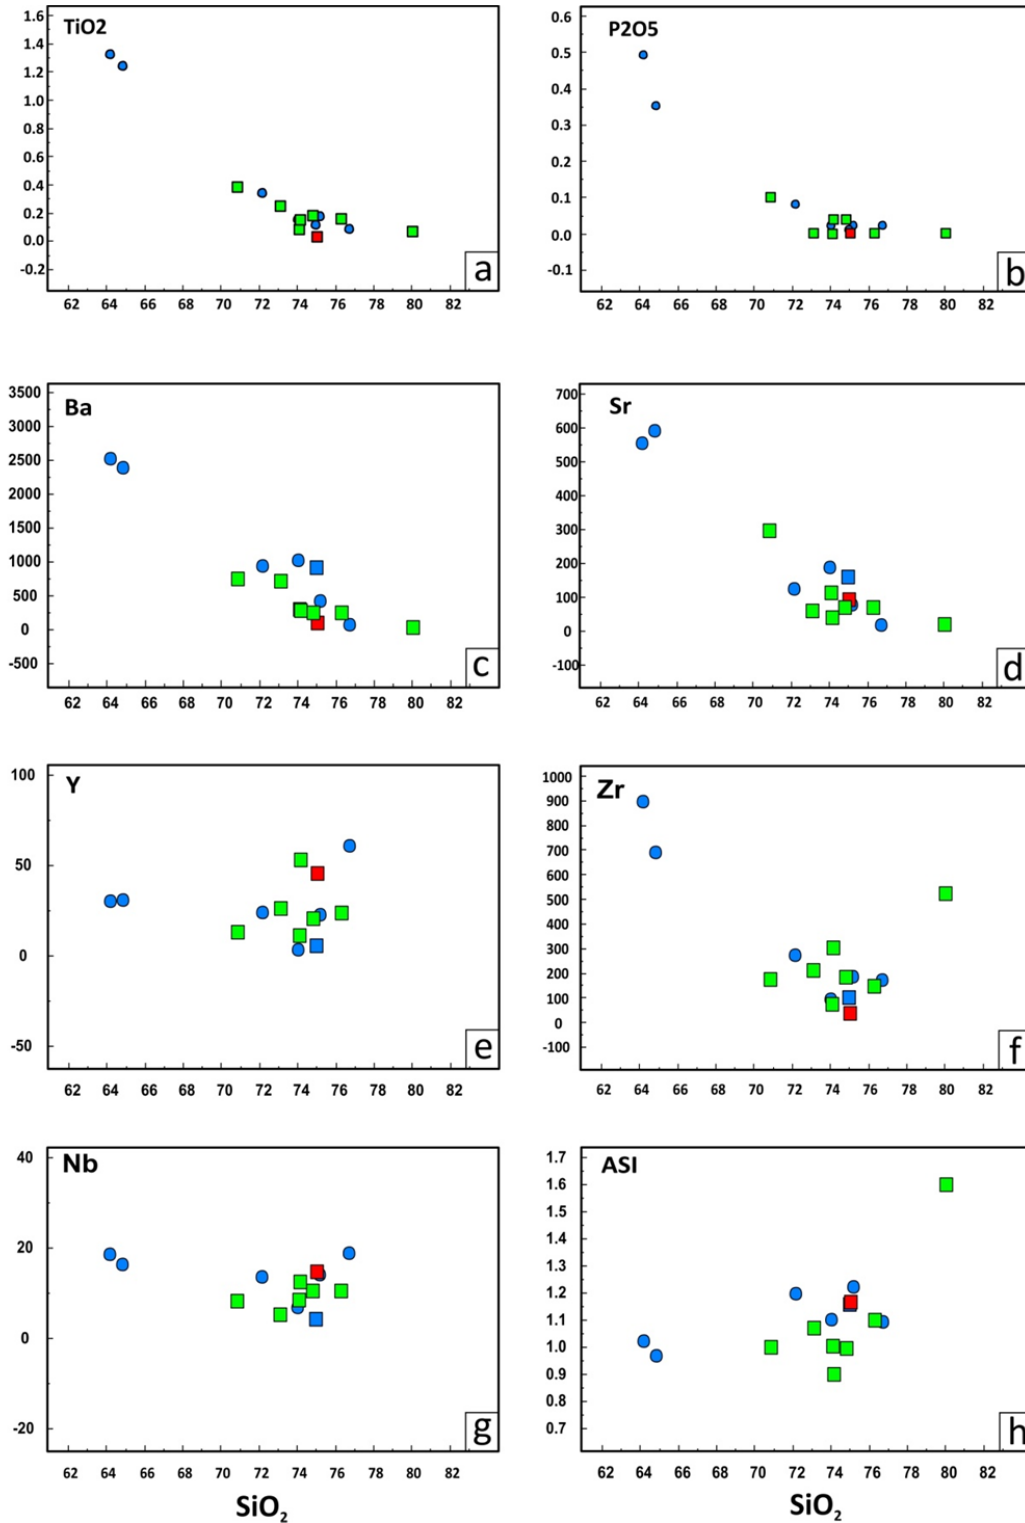 TiO2
1.6
1.4
1.2
1.0
0.8
0.6
0.4
0.2
0.0
-0.2
a
62 64 66 68 70 72 74 76 78 80 82
P2O5
0.6
0.5
0.4
0.3
0.2
0.1
0.0
-0.1
b
62 64 66 68 70 72 74 76 78 80 82
Ba
3500
3000
2500
2000
1500
1000
500
0
-500
c
62 64 66 68 70 72 74 76 78 80 82
Sr
700
600
500
400
300
200
100
0
-100
d
62 64 66 68 70 72 74 76 78 80 82
Y
100
50
0
-50
e
62 64 66 68 70 72 74 76 78 80 82
Zr
1000
900
800
700
600
500
400
300
200
100
0
-100
f
62 64 66 68 70 72 74 76 78 80 82
Nb
40
20
0
-20
g
62 64 66 68 70 72 74 76 78 80 82
SiO₂
ASI
1.7
1.6
1.5
1.4
1.3
1.2
1.1
1.0
0.9
0.8
0.7
h
62 64 66 68 70 72 74 76 78 80 82
SiO₂